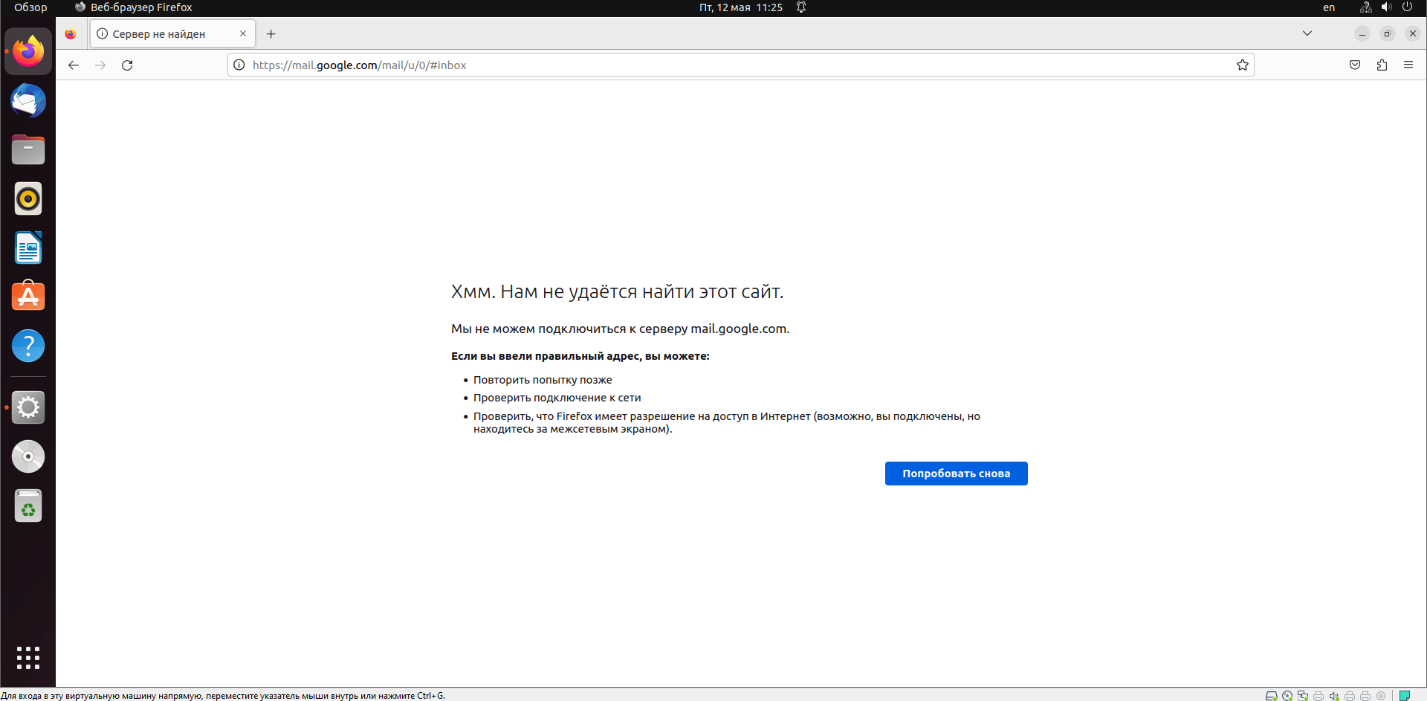 Обзор
Веб-браузер Firefox
Пт, 12 мая 11:25
en
Сервер не найден
https://mail.google.com/mail/u/0/#inbox
Хмм. Нам не удаётся найти этот сайт.
Мы не можем подключиться к серверу mail.google.com.
Если вы ввели правильный адрес, вы можете:
Повторить попытку позже
Проверить подключение к сети
Проверить, что Firefox имеет разрешение на доступ в Интернет (возможно, вы подключены, но
находитесь за межсетевым экраном).
Попробовать снова
Для входа в эту виртуальную машину напрямую, переместите указатель мыши внутрь или нажмите Ctrl+G.